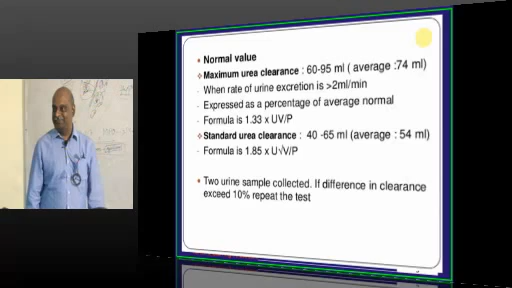 Normal value
Maximum urea clearance : 60-95 ml ( average :74 ml)
- When rate of urine excretion is >2ml/min
- Expressed as a percentage of average normal
- Formula is 1.33 x UV/P
Standard urea clearance : 40 -65 ml (average : 54 ml)
- Formula is 1.85 x U√V/P
Two urine sample collected. If difference in clearance
exceed 10% repeat the test